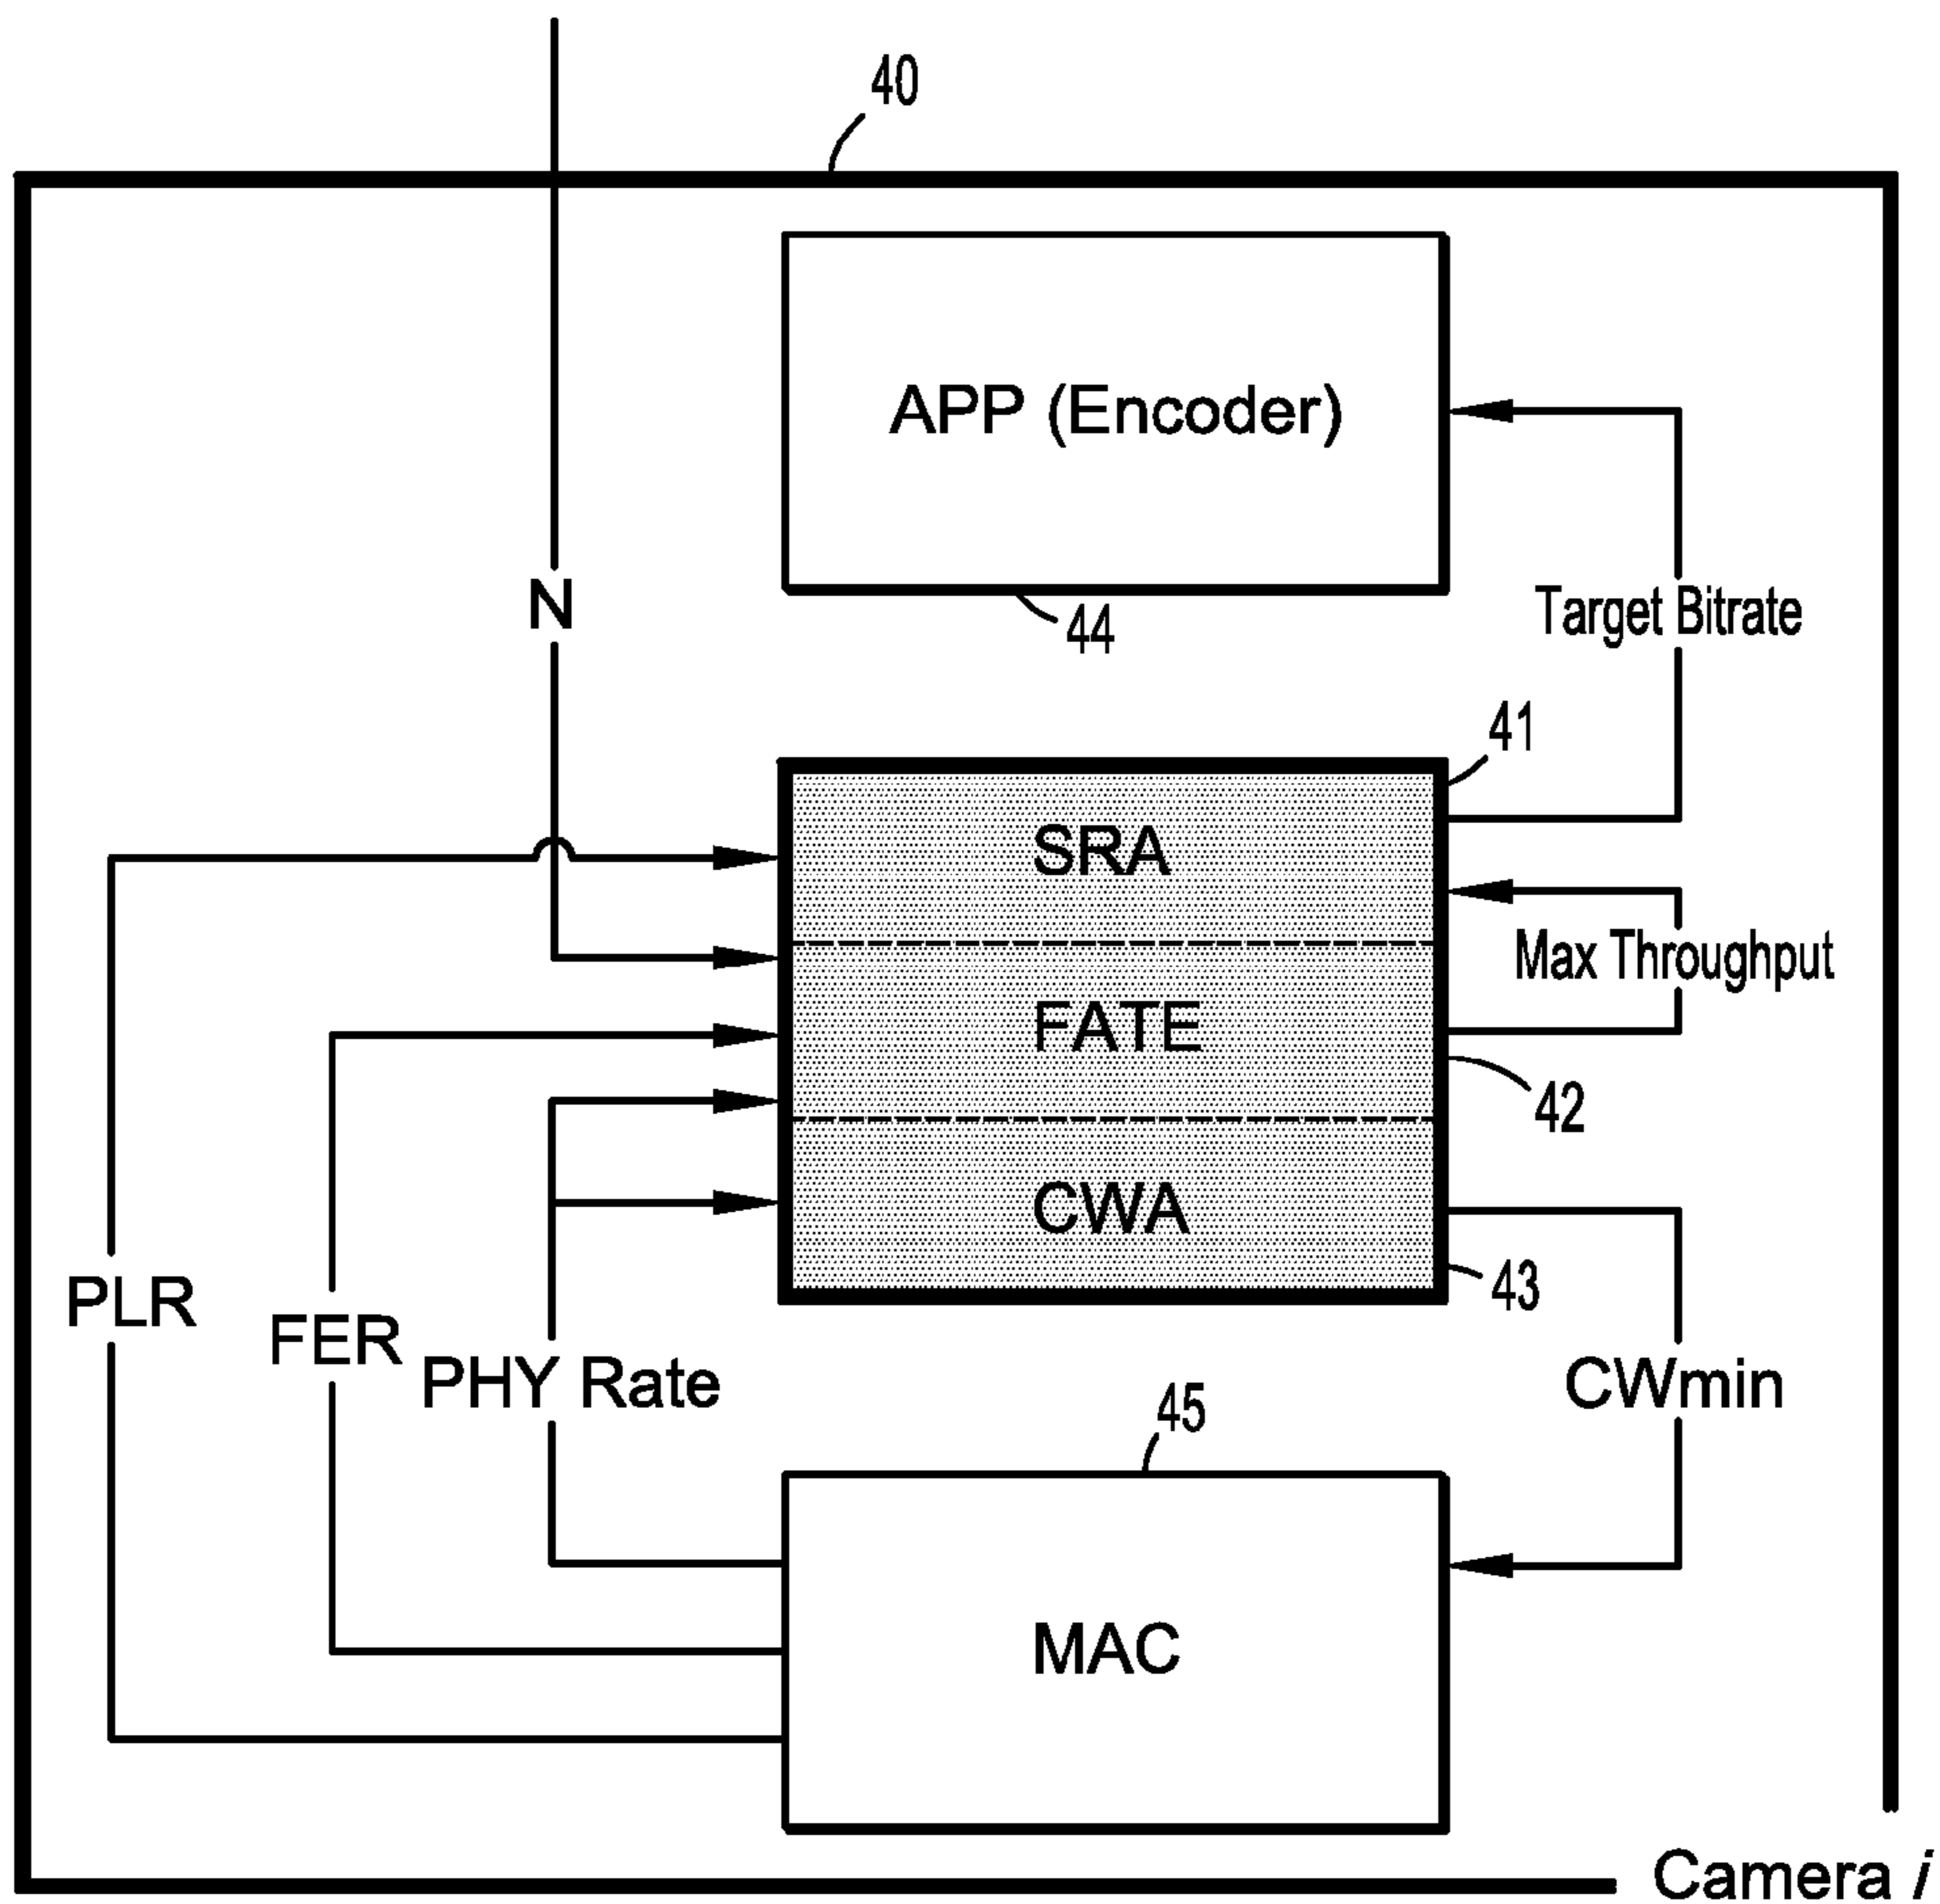 40
APP (Encoder)
N
44
Target Bitrate
41
SRA
Max Throughput
FATE
42
CWA
43
PLR
FER
PHY Rate
CWmin
45
MAC
Camera i